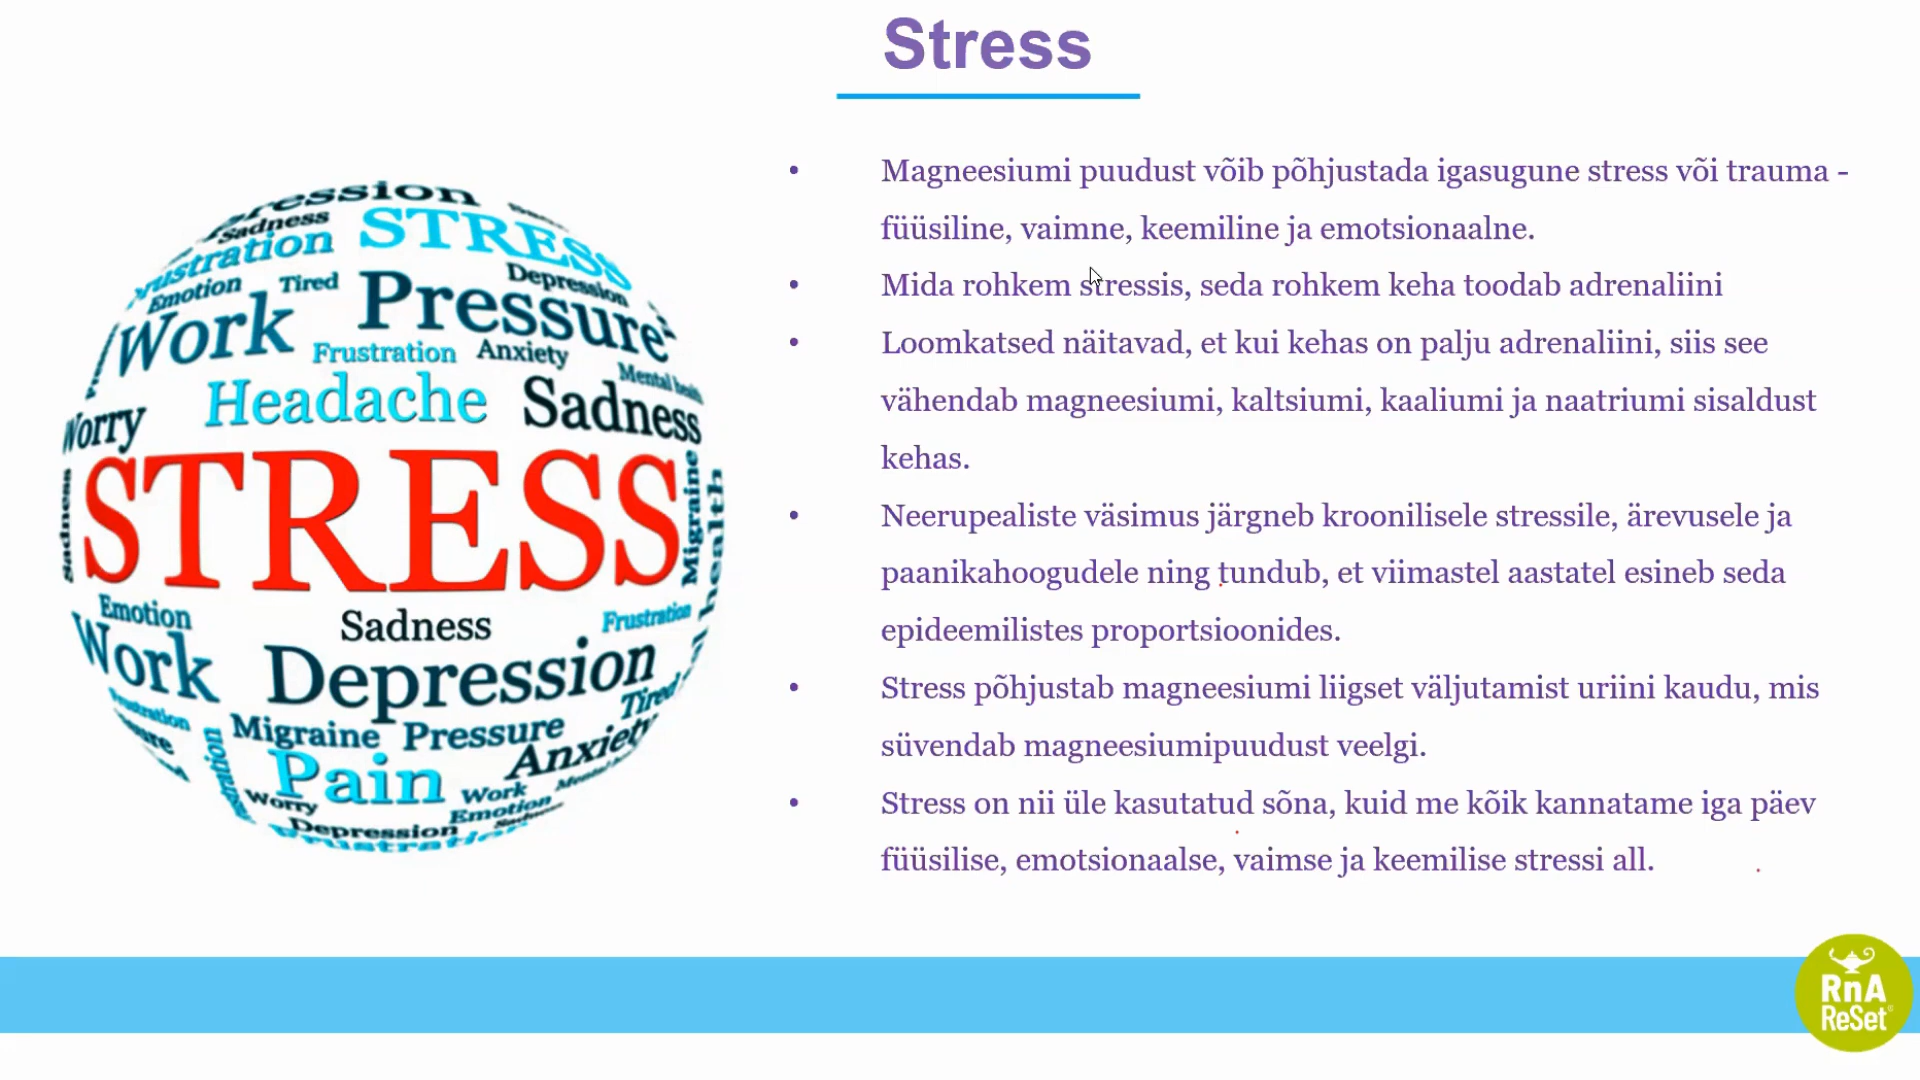 Stress
• Magneesiumi puudust võib põhjustada igasugune stress või trauma -
füüsiline, vaimne, keemiline ja emotsionaalne.
• Mida rohkem stressis, seda rohkem keha toodab adrenaliini
• Loomkatsed näitavad, et kui kehas on palju adrenaliini, siis see
vähendab magneesiumi, kaltsiumi, kaaliumi ja naatriumi sisaldust
kehas.
• Neerupealiste väsimus järgneb kroonilisele stressile, ärevusele ja
paanikahoogudele ning tundub, et viimastel aastatel esineb seda
epideemilistes proportsioonides.
• Stress põhjustab magneesiumi liigset väljutamist uriini kaudu, mis
süvendab magneesiumipuudust veelgi.
• Stress on nii üle kasutatud sõna, kuid me kõik kannatame iga päev
füüsilise, emotsionaalse, vaimse ja keemilise stressi all.
Sadness
STRESS
Emotion
Tired
Depression
Work
Pressure
Frustration
Anxiety
Mental health
Headache
Sadness
Worry
STRESS
Sadness
Migraine
health
Emotion
Sadness
Frustration
Work
Depression
Tired
Migraine
Pressure
Anxiety
Pain
Work
Worry
Emotion
Depression
RnA
ReSet